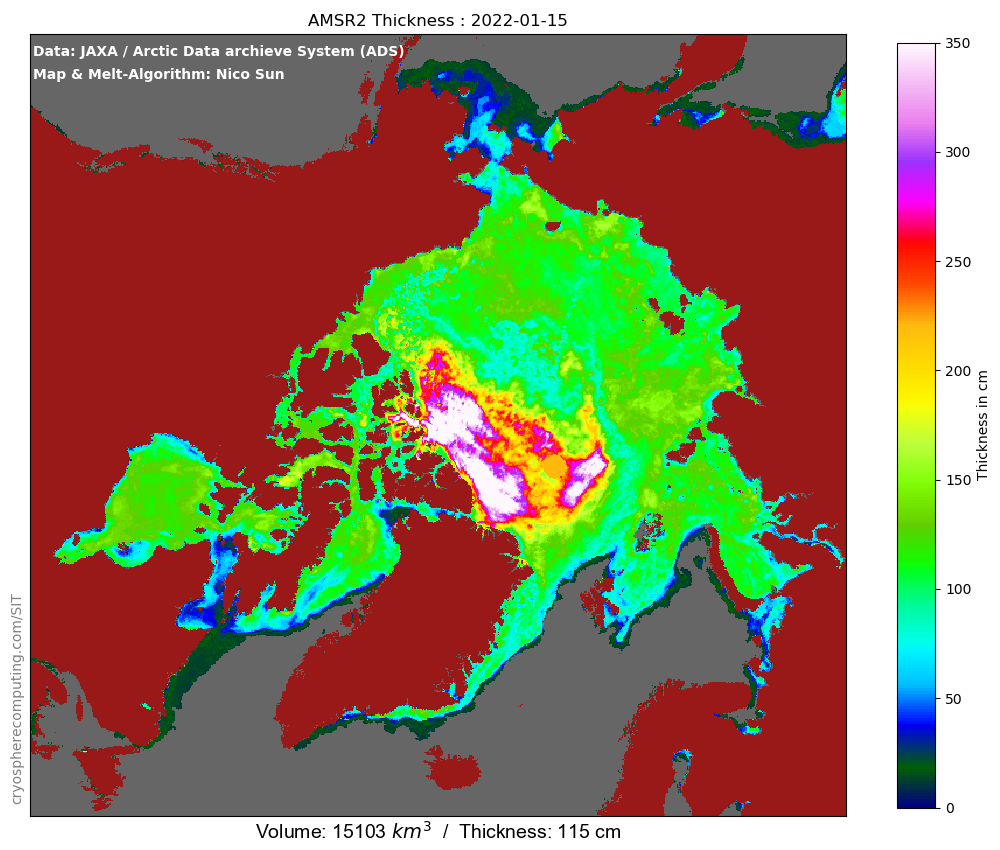 AMSR2 Thickness : 2022-01-15
Data: JAXA / Arctic Data archieve System (ADS)
Map & Melt-Algorithm: Nico Sun
350
300
250
200
150
100
50
0
Thickness in cm
cryospherecomputing.com/SIT
Volume: 15103 km³ / Thickness: 115 cm